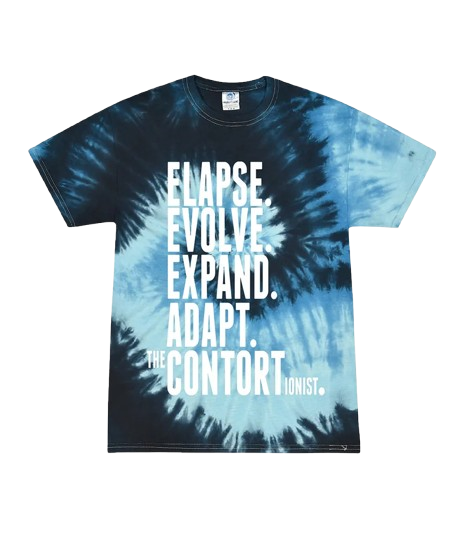 ELAPSE.
EVOLVE.
EXPAND.
ADAPT.
THE CONTORTIONIST.